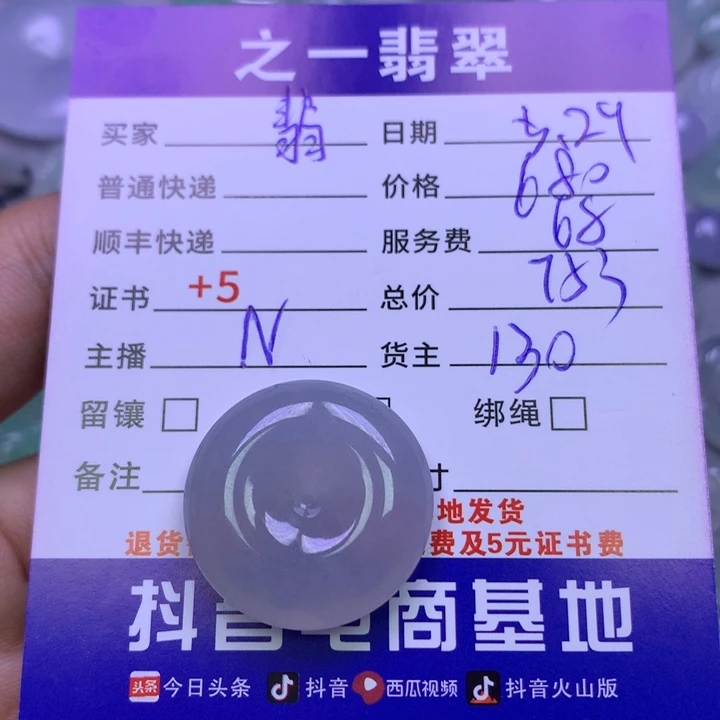 之一翡翠
买家 翡 日期 5.29
普通快递 价格 680
顺丰快递 服务费 68
证书 +5 总价 753
主播 N 货主 130
留镶 绑绳
备注 寸
地发货
退货 费及5元证书费
抖音电商基地
头条 今日头条 抖音 西瓜视频 抖音火山版